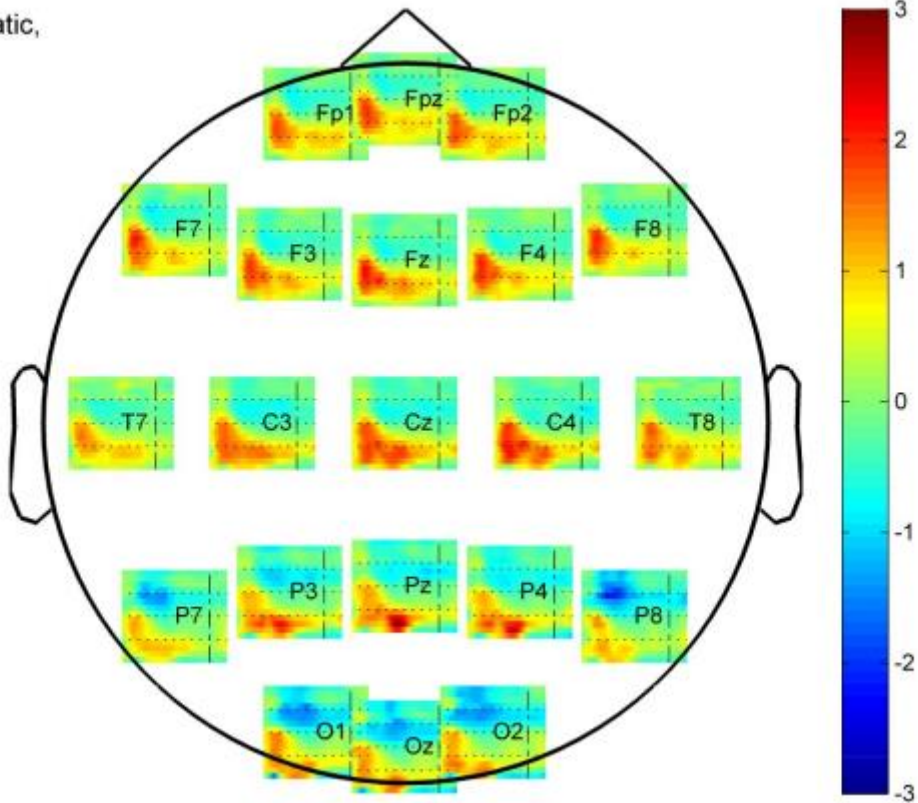 atic,
3
2
1
0
-1
-2
-3
Fp1 Fpz Fp2
F7 F3 Fz F4 F8
T7 C3 Cz C4 T8
P7 P3 Pz P4 P8
O1 Oz O2